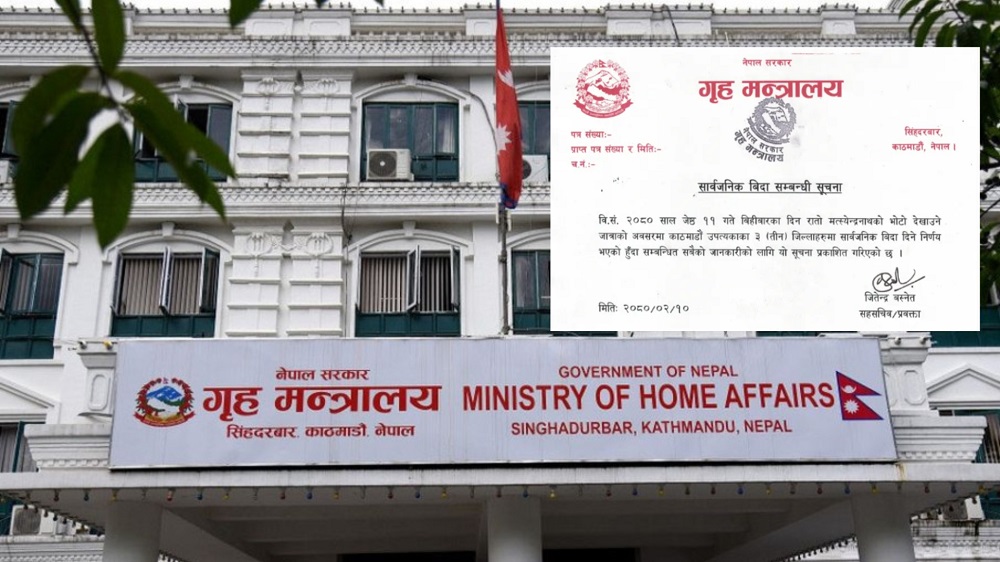 नेपाल सरकार
गृह मन्त्रालय
नेपाल सरकार
गृह मन्त्रालय
पत्र संख्या:-
प्राप्त पत्र संख्या र मिति:-
च.नं.:-
सिंहदरबार,
काठमाडौं, नेपाल ।
सार्वजनिक बिदा सम्बन्धी सूचना
वि.सं. २०८० साल जेष्ठ ११ गते बिहीबारका दिन रातो मत्स्येन्द्रनाथको भोटो देखाउने
जात्राको अवसरमा काठमाडौं उपत्यकाका ३ (तीन) जिल्लाहरूमा सार्वजनिक बिदा दिने निर्णय
भएको हुँदा सम्बन्धित सबैको जानकारीको लागि यो सूचना प्रकाशित गरिएको छ ।
जितेन्द्र बस्नेत
सहसचिव/प्रवक्ता
मिति: २०८०/०२/१०
नेपाल सरकार
गृह मन्त्रालय
सिंहदरबार, काठमाडौं, नेपाल
GOVERNMENT OF NEPAL
MINISTRY OF HOME AFFAIRS
SINGHADURBAR, KATHMANDU, NEPAL